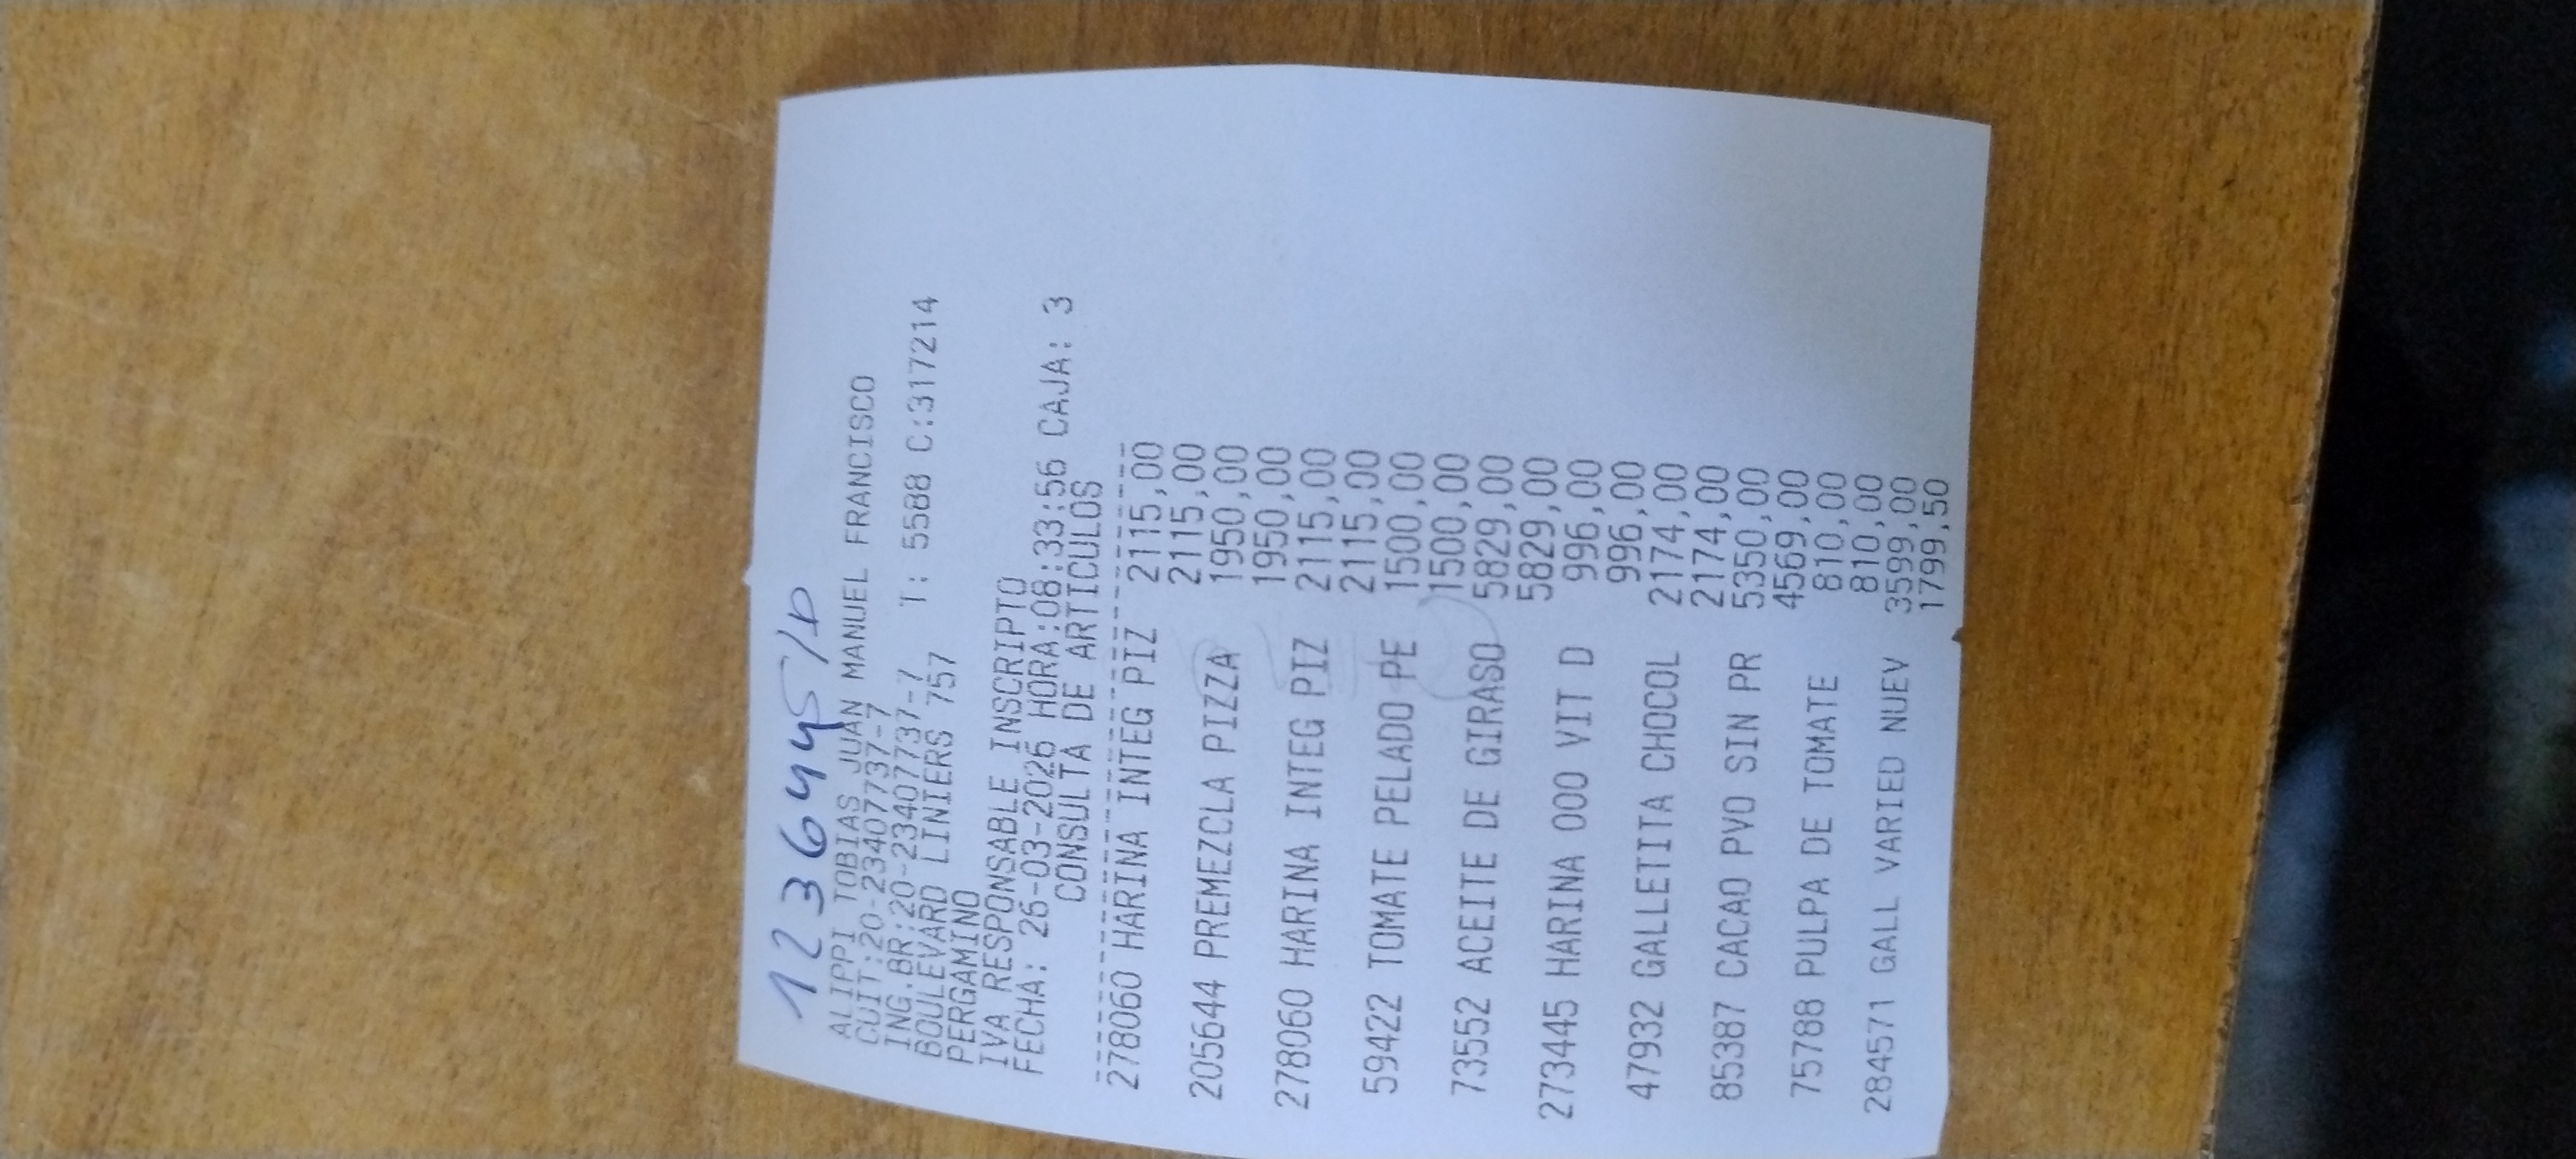 1236445/D
ALIPPI TOBIAS JUAN MANUEL FRANCISCO
CUIT:20-23407737-7
ING.BR:20-23407737-7 T: 5588 C:317214
BOULEVARD LINIERS 757
PERGAMINO
IVA RESPONSABLE INSCRIPTO
FECHA: 26-03-2026 HORA:08:33:56 CAJA: 3
CONSULTA DE ARTICULOS
278060 HARINA INTEG PIZ 2115,00
2115,00
205644 PREMEZCLA PIZZA 1950,00
1950,00
278060 HARINA INTEG PIZ 2115,00
2115,00
59422 TOMATE PELADO PE 1500,00
1500,00
73552 ACEITE DE GIRASO 5829,00
5829,00
273445 HARINA 000 VIT D 996,00
996,00
47932 GALLETITA CHOCOL 2174,00
2174,00
85387 CACAO PVO SIN PR 5350,00
4569,00
75788 PULPA DE TOMATE 810,00
810,00
284571 GALL VARIED NUEV 3599,00
1799,50